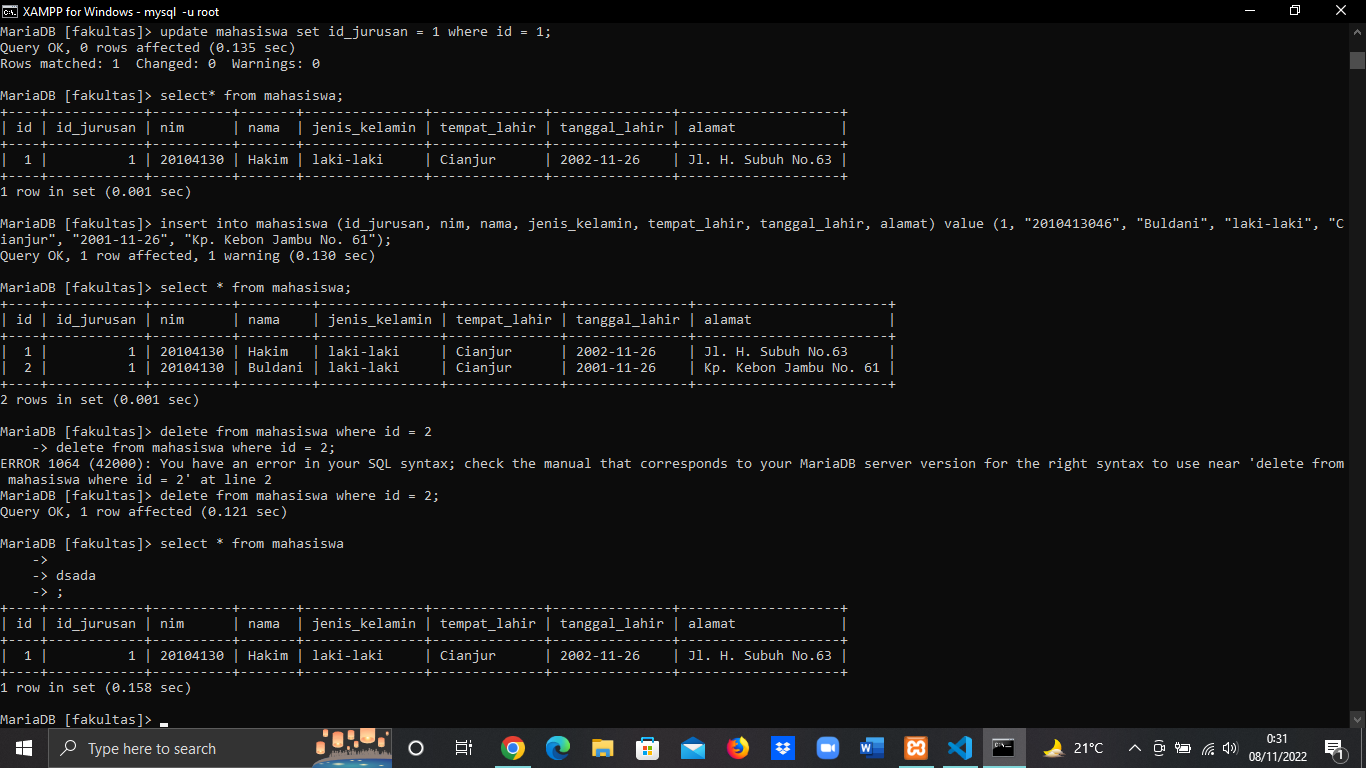 XAMPP for Windows - mysql  -u root
MariaDB [fakultas]> update mahasiswa set id_jurusan = 1 where id = 1;
Query OK, 0 rows affected (0.135 sec)
Rows matched: 1  Changed: 0  Warnings: 0
MariaDB [fakultas]> select* from mahasiswa;
+----+------------+----------+-------+---------------+--------------+---------------+--------------------+
| id | id_jurusan | nim      | nama  | jenis_kelamin | tempat_lahir | tanggal_lahir | alamat             |
+----+------------+----------+-------+---------------+--------------+---------------+--------------------+
|  1 |          1 | 20104130 | Hakim | laki-laki     | Cianjur      | 2002-11-26    | Jl. H. Subuh No.63 |
+----+------------+----------+-------+---------------+--------------+---------------+--------------------+
1 row in set (0.001 sec)
MariaDB [fakultas]> insert into mahasiswa (id_jurusan, nim, nama, jenis_kelamin, tempat_lahir, tanggal_lahir, alamat) value (1, "2010413046", "Buldani", "laki-laki", "C
ianjur", "2001-11-26", "Kp. Kebon Jambu No. 61");
Query OK, 1 row affected, 1 warning (0.130 sec)
MariaDB [fakultas]> select * from mahasiswa;
+----+------------+----------+---------+---------------+--------------+---------------+------------------------+
| id | id_jurusan | nim      | nama    | jenis_kelamin | tempat_lahir | tanggal_lahir | alamat                 |
+----+------------+----------+---------+---------------+--------------+---------------+------------------------+
|  1 |          1 | 20104130 | Hakim   | laki-laki     | Cianjur      | 2002-11-26    | Jl. H. Subuh No.63     |
|  2 |          1 | 20104130 | Buldani | laki-laki     | Cianjur      | 2001-11-26    | Kp. Kebon Jambu No. 61 |
+----+------------+----------+---------+---------------+--------------+---------------+------------------------+
2 rows in set (0.001 sec)
MariaDB [fakultas]> delete from mahasiswa where id = 2
    -> delete from mahasiswa where id = 2;
ERROR 1064 (42000): You have an error in your SQL syntax; check the manual that corresponds to your MariaDB server version for the right syntax to use near 'delete from
 mahasiswa where id = 2' at line 2
MariaDB [fakultas]> delete from mahasiswa where id = 2;
Query OK, 1 row affected (0.121 sec)
MariaDB [fakultas]> select * from mahasiswa
    ->
    -> dsada
    -> ;
+----+------------+----------+-------+---------------+--------------+---------------+--------------------+
| id | id_jurusan | nim      | nama  | jenis_kelamin | tempat_lahir | tanggal_lahir | alamat             |
+----+------------+----------+-------+---------------+--------------+---------------+--------------------+
|  1 |          1 | 20104130 | Hakim | laki-laki     | Cianjur      | 2002-11-26    | Jl. H. Subuh No.63 |
+----+------------+----------+-------+---------------+--------------+---------------+--------------------+
1 row in set (0.158 sec)
MariaDB [fakultas]> _
Type here to search
21°C
0:31
08/11/2022
1